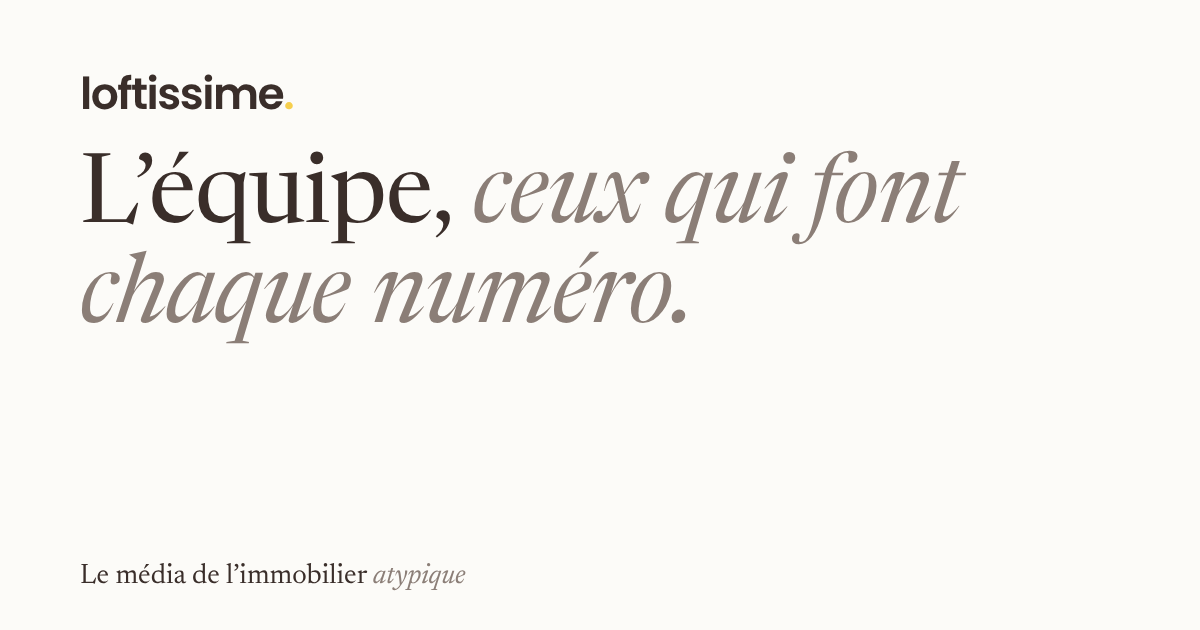 loftissime.
L’équipe, ceux qui font
chaque numéro.
Le média de l’immobilier atypique